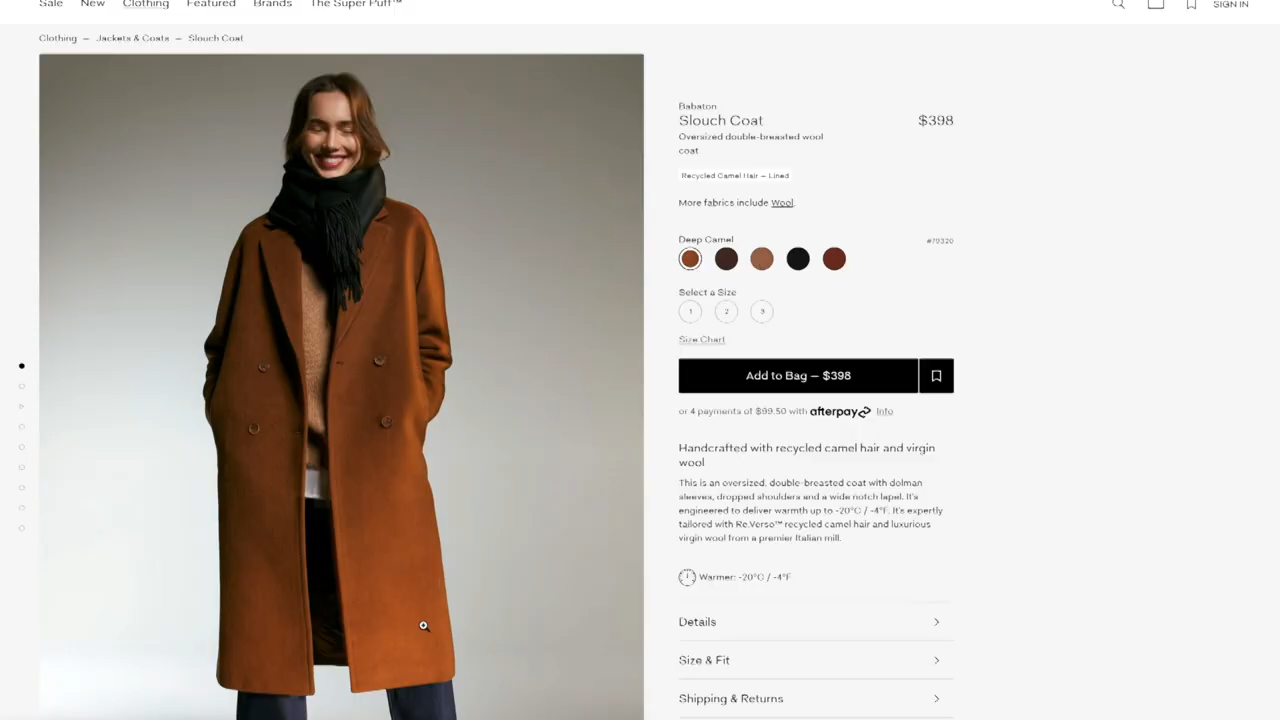 Sale New Clothing Featured Brands The Super Puff™
SIGN IN
Clothing – Jackets & Coats – Slouch Coat
Babaton
Slouch Coat $398
Oversized double-breasted wool
coat
Recycled Camel Hair – Lined
More fabrics include Wool.
Deep Camel #79320
Select a Size
1 2 3
Size Chart
Add to Bag – $398
or 4 payments of $99.50 with afterpay Info
Handcrafted with recycled camel hair and virgin
wool
This is an oversized, double-breasted coat with dolman
sleeves, dropped shoulders and a wide notch lapel. It's
engineered to deliver warmth up to -20°C / -4°F. It's expertly
tailored with Re.Verso™ recycled camel hair and luxurious
virgin wool from a premier Italian mill.
Warmer: -20°C / -4°F
Details
Size & Fit
Shipping & Returns